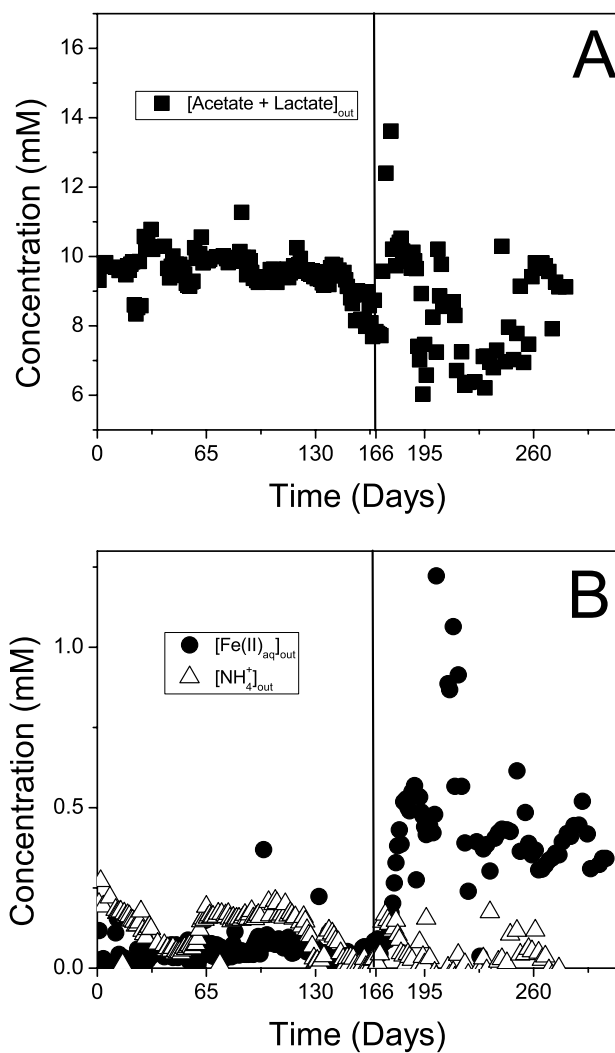 A
16
14
12
10
8
6
Concentration (mM)
[Acetate + Lactate]out
0 65 130 166 195 260
Time (Days)
B
1.0
0.5
0.0
Concentration (mM)
[Fe(II)aq]out
[NH4+]out
0 65 130 166 195 260
Time (Days)